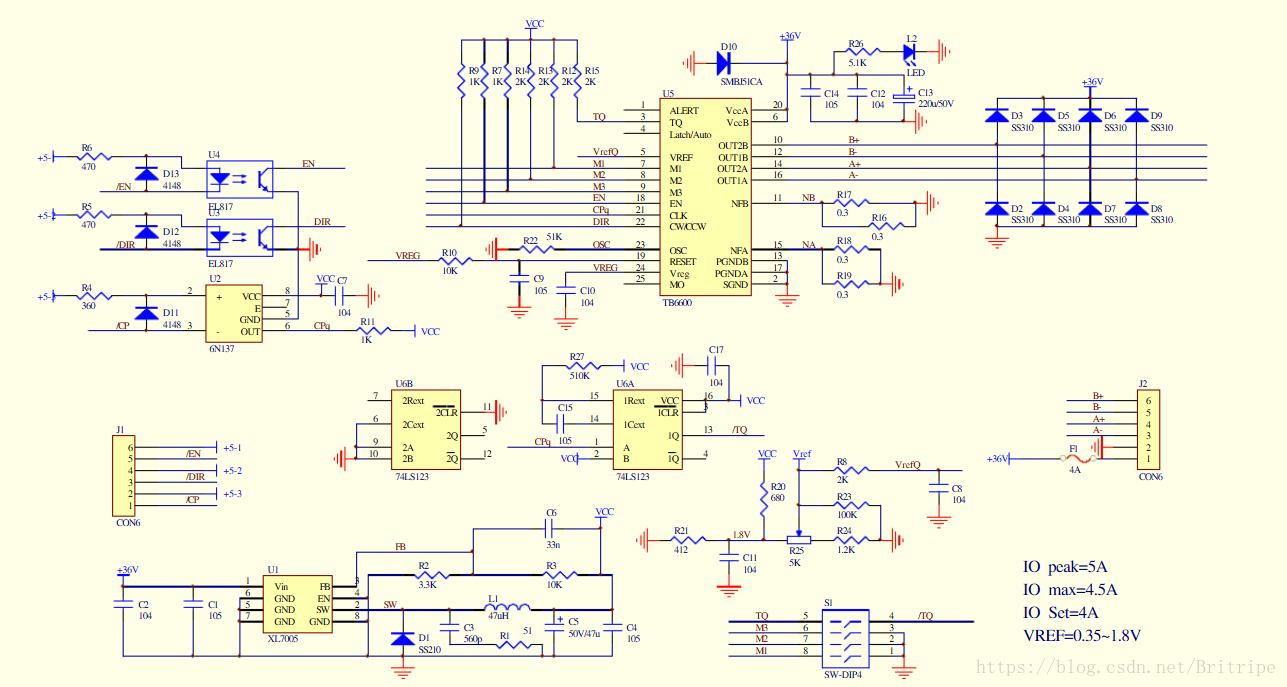 VCC
R9
1K
R7
1K
R14
2K
R13
2K
R12
2K
R15
2K
+36V
D10
SMBJ51CA
R26
5.1K
L2
LED
C14
105
C12
104
C13
220u/50V
U5
1 ALERT
TQ 3 TQ
4 Latch/Auto
VrefQ 5 VREF
M1 7 M1
M2 8 M2
M3 9 M3
EN 18 EN
CPq 21 CLK
DIR 22 CW/CCW
OSC 23 OSC
19 RESET
VREG 24 Vreg
25 MO
VccA 20
VccB 6
OUT2B 10 B+
OUT1B 12 B-
OUT2A 14 A+
OUT1A 16 A-
NFB 11 NB
NFA 15 NA
PGNDB 13
PGNDA 17
SGND 2
TB6600
R17
0.3
R16
0.3
R18
0.3
R19
0.3
+36V
D3
SS310
D5
SS310
D6
SS310
D9
SS310
D2
SS310
D4
SS310
D7
SS310
D8
SS310
+5-1
R6
470
/EN
D13
4148
U4
EL817
EN
+5-2
R5
470
/DIR
D12
4148
U3
EL817
DIR
+5-3
R4
360
/CP
D11
4148
U2
2 +
3 -
VCC 8
E 7
GND 5
OUT 6
6N137
VCC
C7
104
CPq
R11
1K
VCC
VREG
R10
10K
R22
51K
C9
105
C10
104
U6B
7 2Rext
6 2Cext
9 2A
10 2B
2CLR 11
2Q 5
2Q 12
74LS123
R27
510K
VCC
C15
105
CPq
VCC
U6A
15 1Rext
14 1Cext
1 A
2 B
VCC 16
1CLR 3
1Q 13
1Q 4
74LS123
C17
104
VCC
/TQ
J2
B+ 6
B- 5
A+ 4
A- 3
2
1
CON6
+36V
F1
4A
J1
6 +5-1
5 /EN
4 +5-2
3 /DIR
2 +5-3
1 /CP
CON6
VCC
Vref
R20
680
R8
2K
VrefQ
C8
104
R23
100K
R21
412
1.8V
R25
5K
R24
1.2K
C11
104
+36V
C2
104
C1
105
U1
1 Vin
6 GND
5 GND
7 GND
FB 3
EN 4
SW 2
GND 8
XL7005
FB
C6
33n
VCC
R2
3.3K
R3
10K
SW
L1
47uH
D1
SS210
C3
560p
R1
51
C5
50V/47u
C4
105
S1
TQ 5 4 /TQ
M3 6 3
M2 7 2
M1 8 1
SW-DIP4
IO peak=5A
IO max=4.5A
IO Set=4A
VREF=0.35~1.8V
https://blog.csdn.net/Britripe